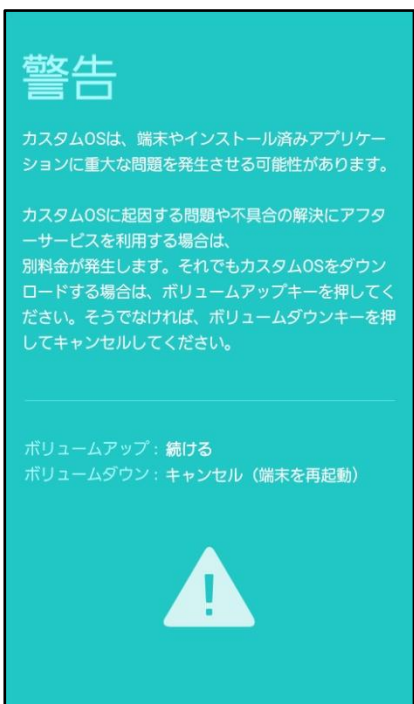 警告
カスタムOSは、端末やインストール済みアプリケー
ションに重大な問題を発生させる可能性があります。
カスタムOSに起因する問題や不具合の解決にアフタ
ーサービスを利用する場合は、
別料金が発生します。それでもカスタムOSをダウン
ロードする場合は、ボリュームアップキーを押してく
ださい。そうでなければ、ボリュームダウンキーを押
してキャンセルしてください。
ボリュームアップ : 続ける
ボリュームダウン : キャンセル（端末を再起動）